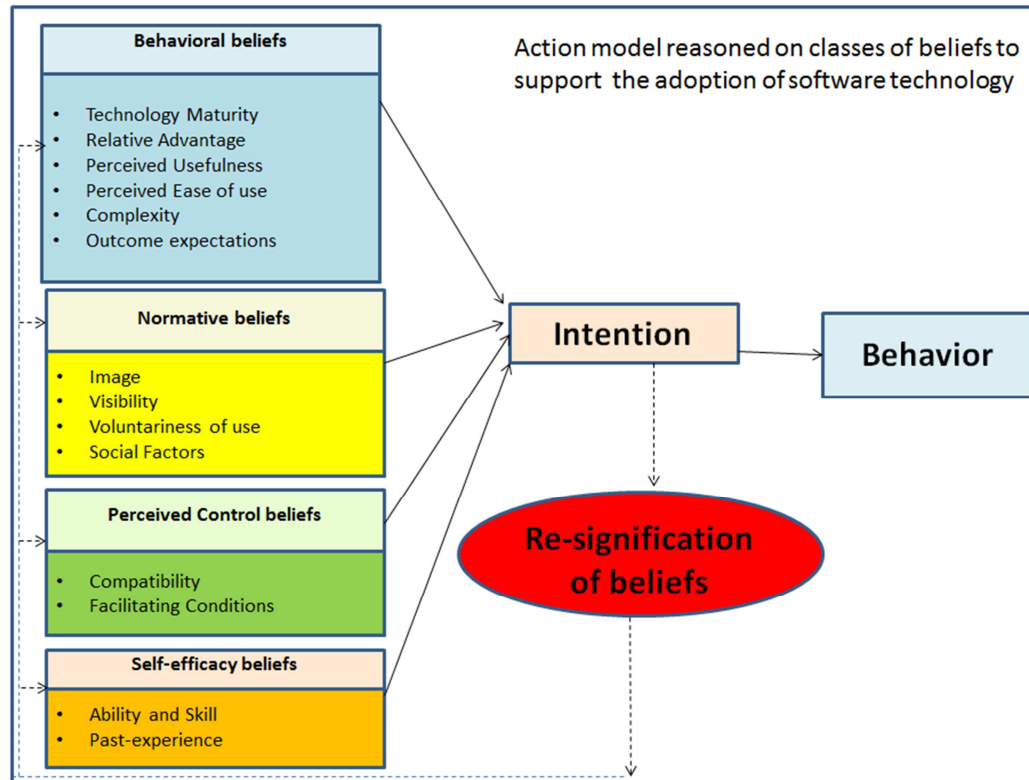 Action model reasoned on classes of beliefs to
support the adoption of software technology
Behavioral beliefs
• Technology Maturity
• Relative Advantage
• Perceived Usefulness
• Perceived Ease of use
• Complexity
• Outcome expectations
Normative beliefs
• Image
• Visibility
• Voluntariness of use
• Social Factors
Perceived Control beliefs
• Compatibility
• Facilitating Conditions
Self-efficacy beliefs
• Ability and Skill
• Past-experience
Intention
Behavior
Re-signification
of beliefs